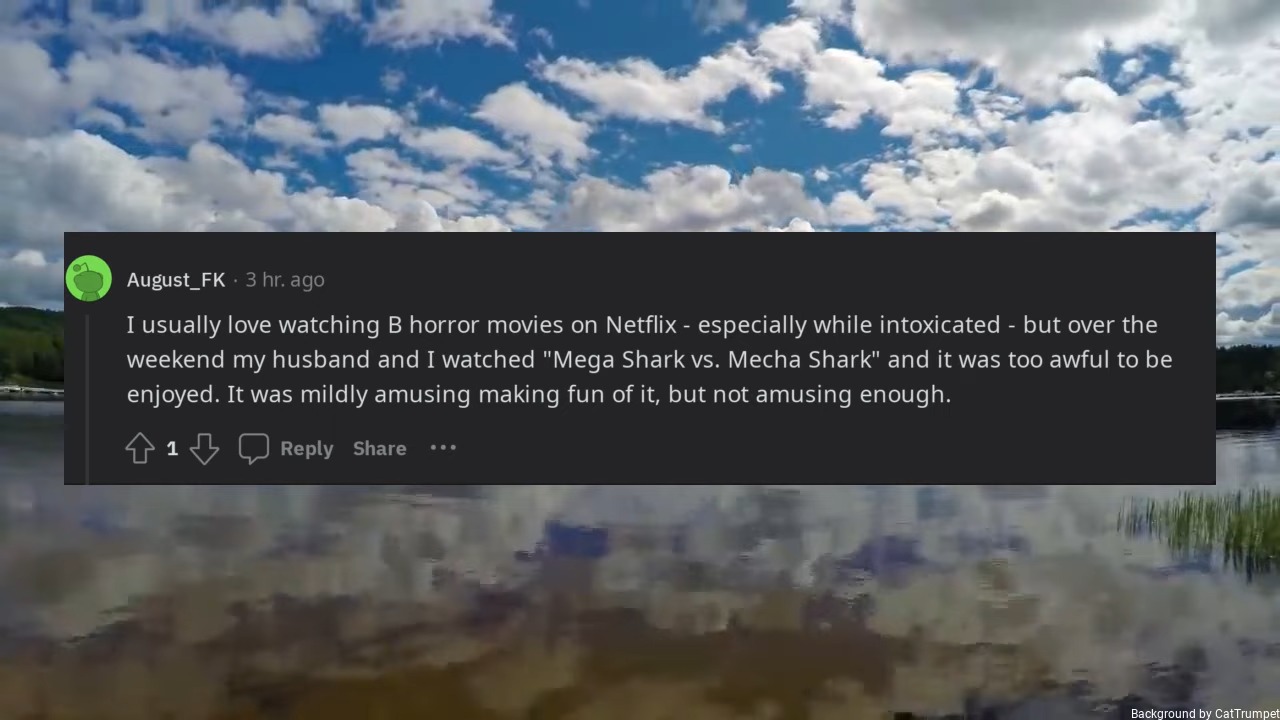 August_FK · 3 hr. ago
I usually love watching B horror movies on Netflix - especially while intoxicated - but over the
weekend my husband and I watched "Mega Shark vs. Mecha Shark" and it was too awful to be
enjoyed. It was mildly amusing making fun of it, but not amusing enough.
1 Reply Share ···
Background by CatTrumpet